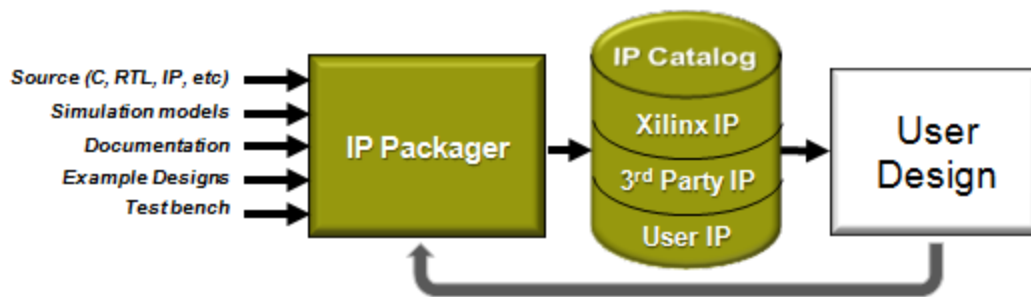 Source (C, RTL, IP, etc)
Simulation models
Documentation
Example Designs
Test bench
IP Packager
IP Catalog
Xilinx IP
3rd Party IP
User IP
User
Design